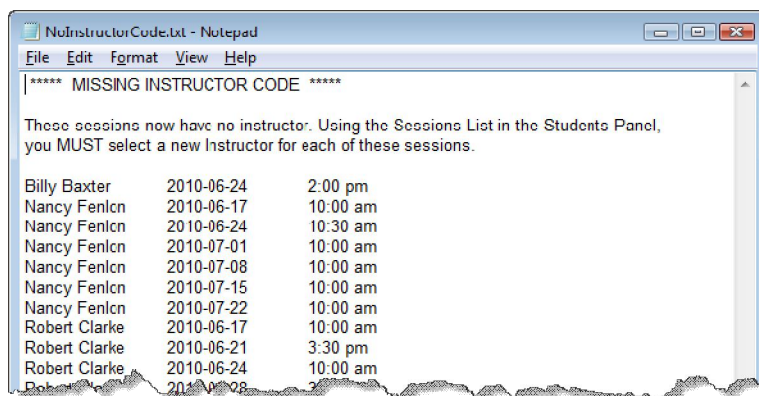 NoInstructorCode.txt - Notepad
File Edit Format View Help
***** MISSING INSTRUCTOR CODE *****
These sessions now have no instructor. Using the Sessions List in the Students Panel,
you MUST select a new Instructor for each of these sessions.
Billy Baxter 2010-06-24 2:00 pm
Nancy Fenlon 2010-06-17 10:00 am
Nancy Fenlon 2010-06-24 10:30 am
Nancy Fenlon 2010-07-01 10:00 am
Nancy Fenlon 2010-07-08 10:00 am
Nancy Fenlon 2010-07-15 10:00 am
Nancy Fenlon 2010-07-22 10:00 am
Robert Clarke 2010-06-17 10:00 am
Robert Clarke 2010-06-21 3:30 pm
Robert Clarke 2010-06-24 10:00 am